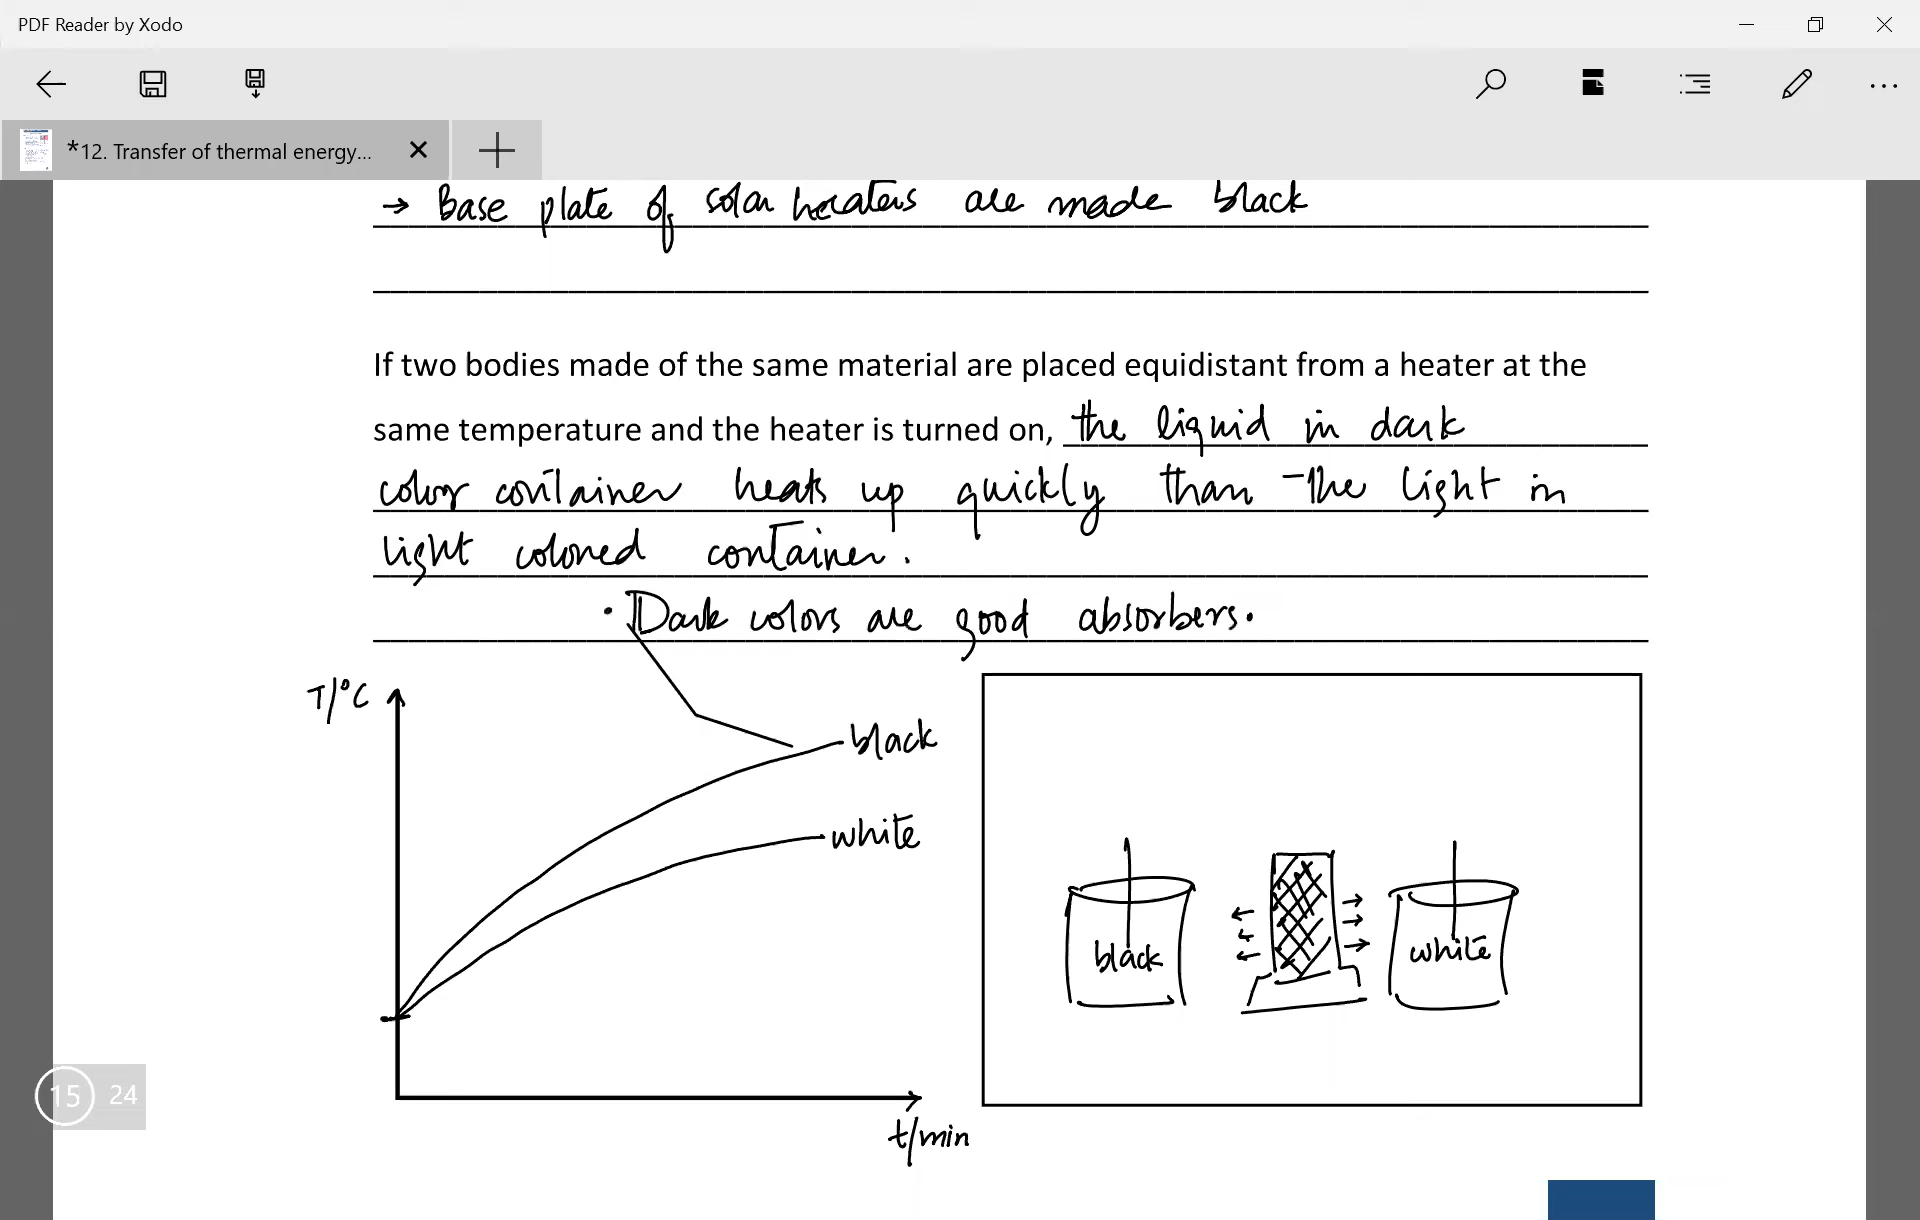 PDF Reader by Xodo
*12. Transfer of thermal energy...
→ Base plate of solar heaters are made black
If two bodies made of the same material are placed equidistant from a heater at the
same temperature and the heater is turned on, the liquid in dark
color container heats up quickly than the light in
light colored container.
• Dark colors are good absorbers.
T/°C
black
white
t/min
black
white
15 24